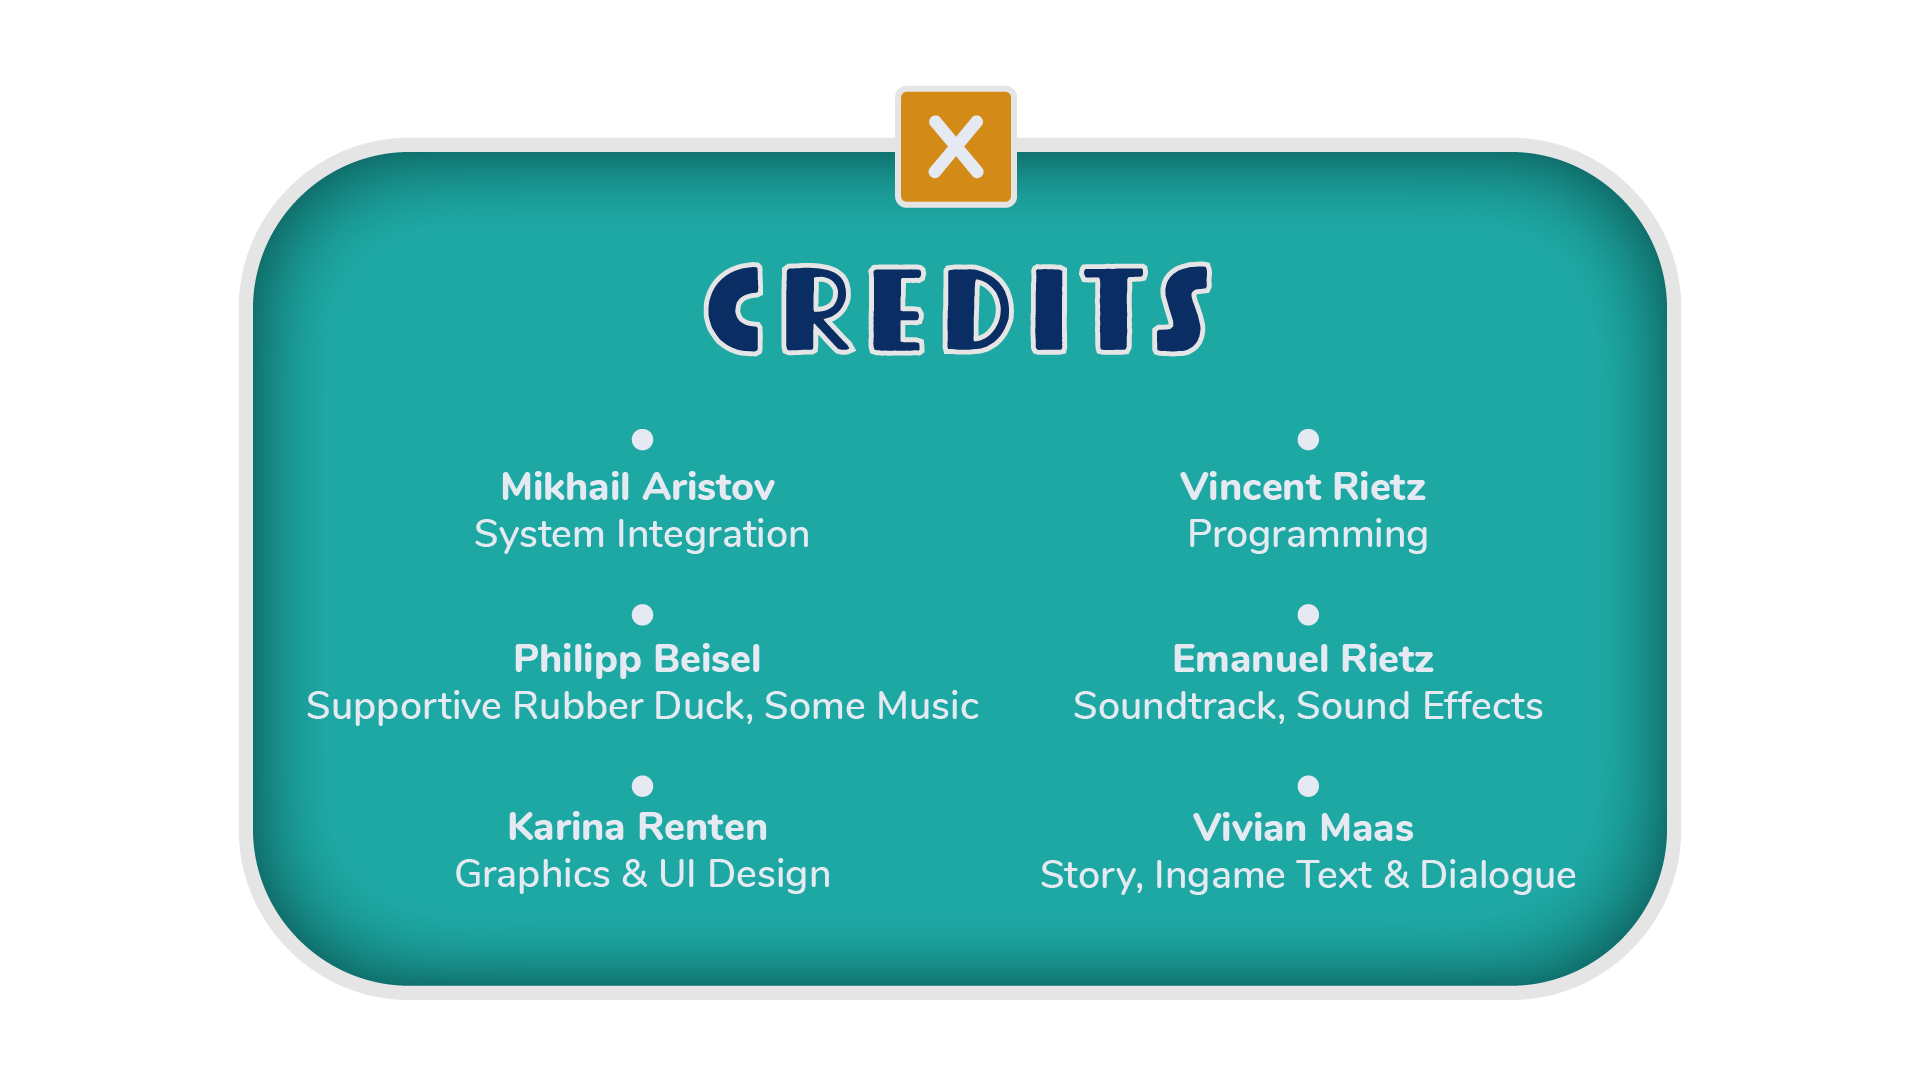 X
CREDITS
Mikhail Aristov
System Integration
Vincent Rietz
Programming
Philipp Beisel
Supportive Rubber Duck, Some Music
Emanuel Rietz
Soundtrack, Sound Effects
Karina Renten
Graphics & UI Design
Vivian Maas
Story, Ingame Text & Dialogue